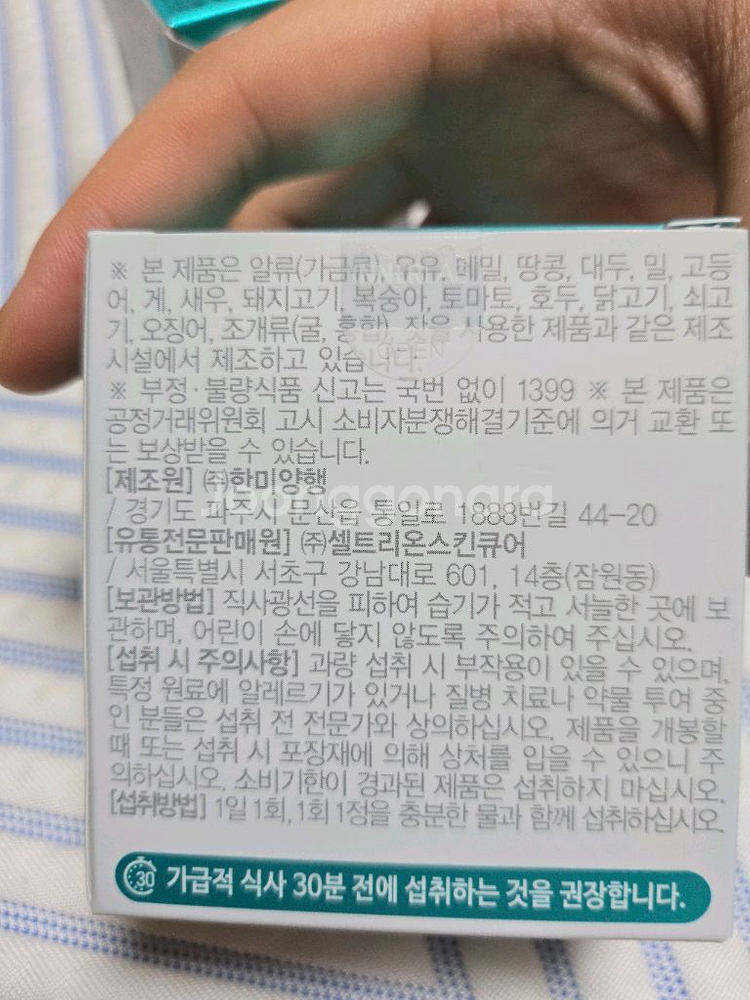 ※ 본 제품은 알류(가금류), 우유, 메밀, 땅콩, 대두, 밀, 고등
어, 게, 새우, 돼지고기, 복숭아, 토마토, 호두, 닭고기, 쇠고
기, 오징어, 조개류(굴, 홍합), 잣을 사용한 제품과 같은 제조
시설에서 제조하고 있습니다.
OPEN
※ 부정·불량식품 신고는 국번 없이 1399 ※ 본 제품은
공정거래위원회 고시 소비자분쟁해결기준에 의거 교환 또
는 보상받을 수 있습니다.
[제조원] ㈜한미양행
/ 경기도 파주시 문산읍 통일로 1888번길 44-20
joonggonara
[유통전문판매원] ㈜셀트리온스킨큐어
/ 서울특별시 서초구 강남대로 601, 14층(잠원동)
[보관방법] 직사광선을 피하여 습기가 적고 서늘한 곳에 보
관하며, 어린이 손에 닿지 않도록 주의하여 주십시오.
[섭취 시 주의사항] 과량 섭취 시 부작용이 있을 수 있으며,
특정 원료에 알레르기가 있거나 질병 치료나 약물 투여 중
인 분들은 섭취 전 전문가와 상의하십시오. 제품을 개봉할
때 또는 섭취 시 포장재에 의해 상처를 입을 수 있으니 주
의하십시오. 소비기한이 경과된 제품은 섭취하지 마십시오.
[섭취방법] 1일 1회, 1회 1정을 충분한 물과 함께 섭취하십시오.
30 가급적 식사 30분 전에 섭취하는 것을 권장합니다.